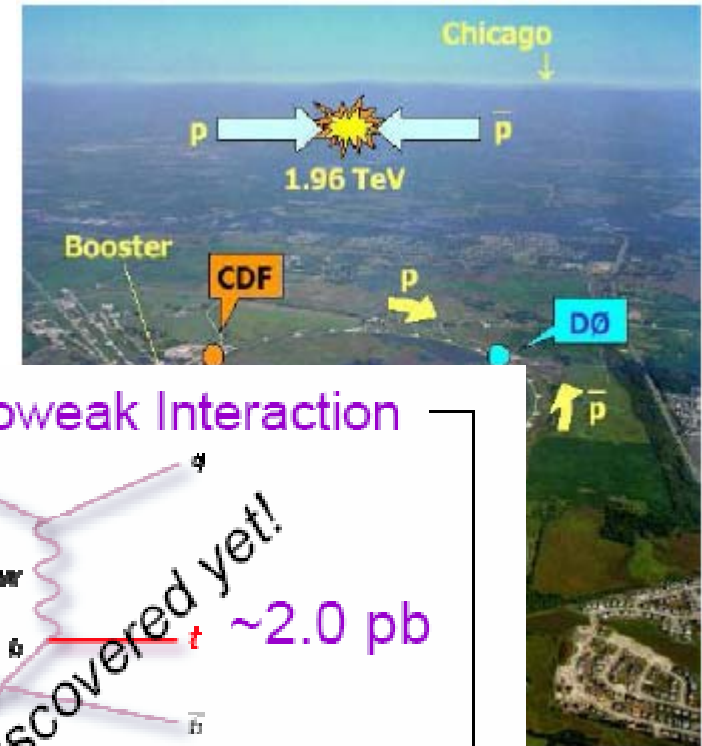 Chicago
↓
p p̅
1.96 TeV
Booster
CDF
p
DØ
p̅
oweak Interaction
q
W
b
t
~2.0 pb
scovered yet!
b̅